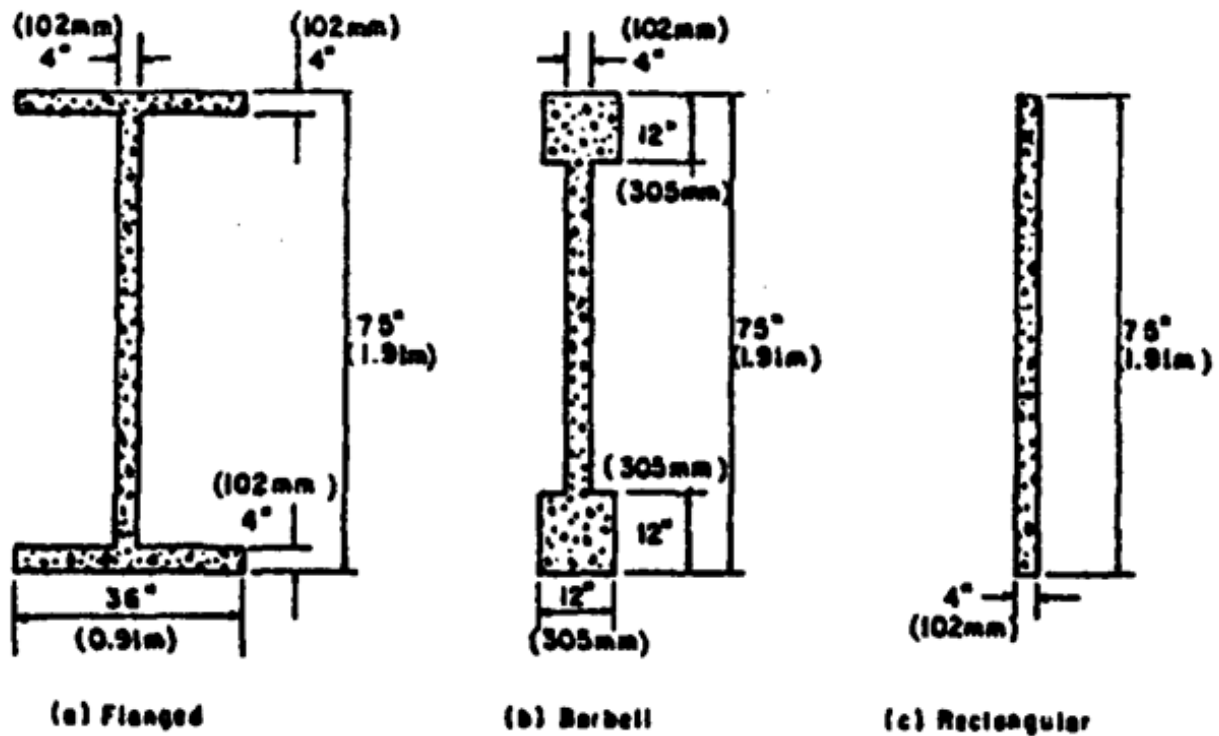 (102mm)
4"
(102mm)
4"
75"
(1.91m)
(102mm)
4"
36"
(0.91m)
(a) Flanged
(102mm)
4"
12"
(305mm)
75"
(1.91m)
(305mm)
12"
12"
(305mm)
(b) Barbell
75"
(1.91m)
4"
(102mm)
(c) Rectangular